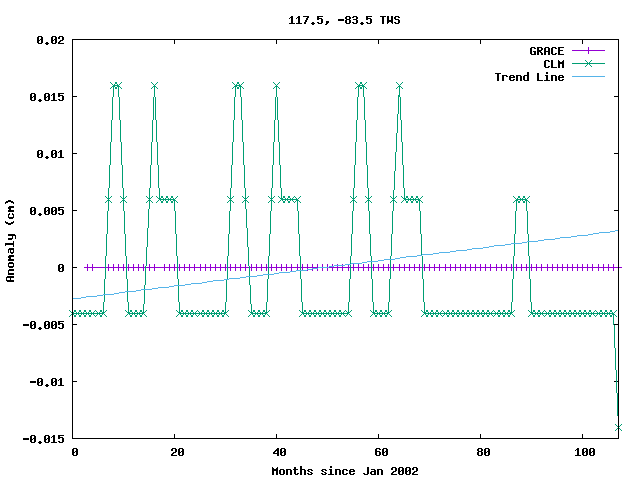 117.5, -83.5 TWS
0.02
0.015
0.01
0.005
0
-0.005
-0.01
-0.015
Anomaly (cm)
GRACE
CLM
Trend Line
0 20 40 60 80 100
Months since Jan 2002